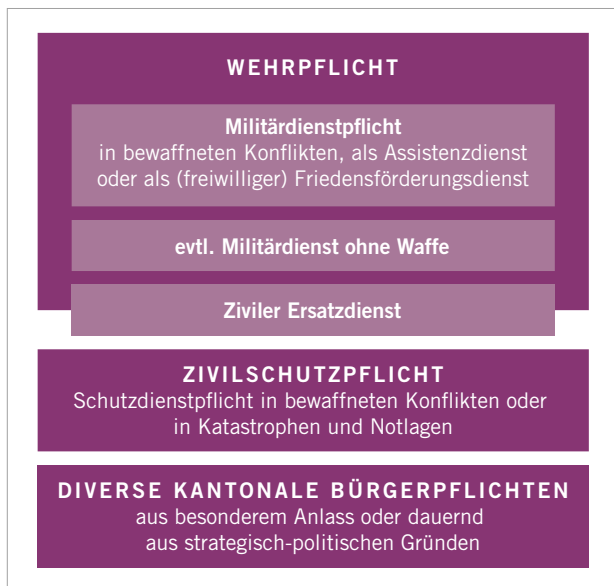 WEHRPFLICHT
Militärdienstpflicht
in bewaffneten Konflikten, als Assistenzdienst
oder als (freiwilliger) Friedensförderungsdienst
evtl. Militärdienst ohne Waffe
Ziviler Ersatzdienst
ZIVILSCHUTZPFLICHT
Schutzdienstpflicht in bewaffneten Konflikten oder
in Katastrophen und Notlagen
DIVERSE KANTONALE BÜRGERPFLICHTEN
aus besonderem Anlass oder dauernd
aus strategisch-politischen Gründen